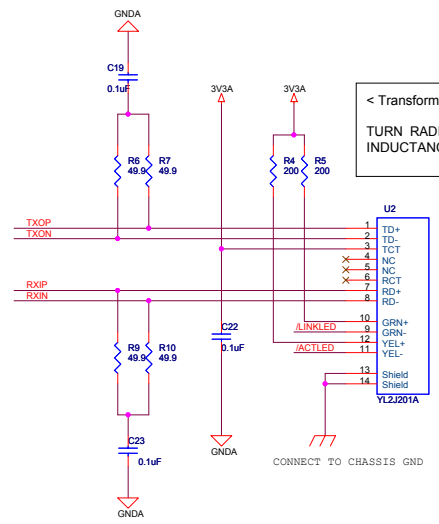 GNDA
C19
0.1uF
3V3A
3V3A
< Transform
TURN RADI
INDUCTANC
R6
49.9
R7
49.9
R4
200
R5
200
U2
TXOP
TXON
1 TD+
2 TD-
3 TCT
4 NC
5 NC
6 RCT
7 RD+
8 RD-
RXIP
RXIN
10 GRN+
/LINKLED 9 GRN-
12 YEL+
/ACTLED 11 YEL-
13 Shield
14 Shield
YL2J201A
R9
49.9
R10
49.9
C22
0.1uF
C23
0.1uF
GNDA
GNDA
CONNECT TO CHASSIS GND